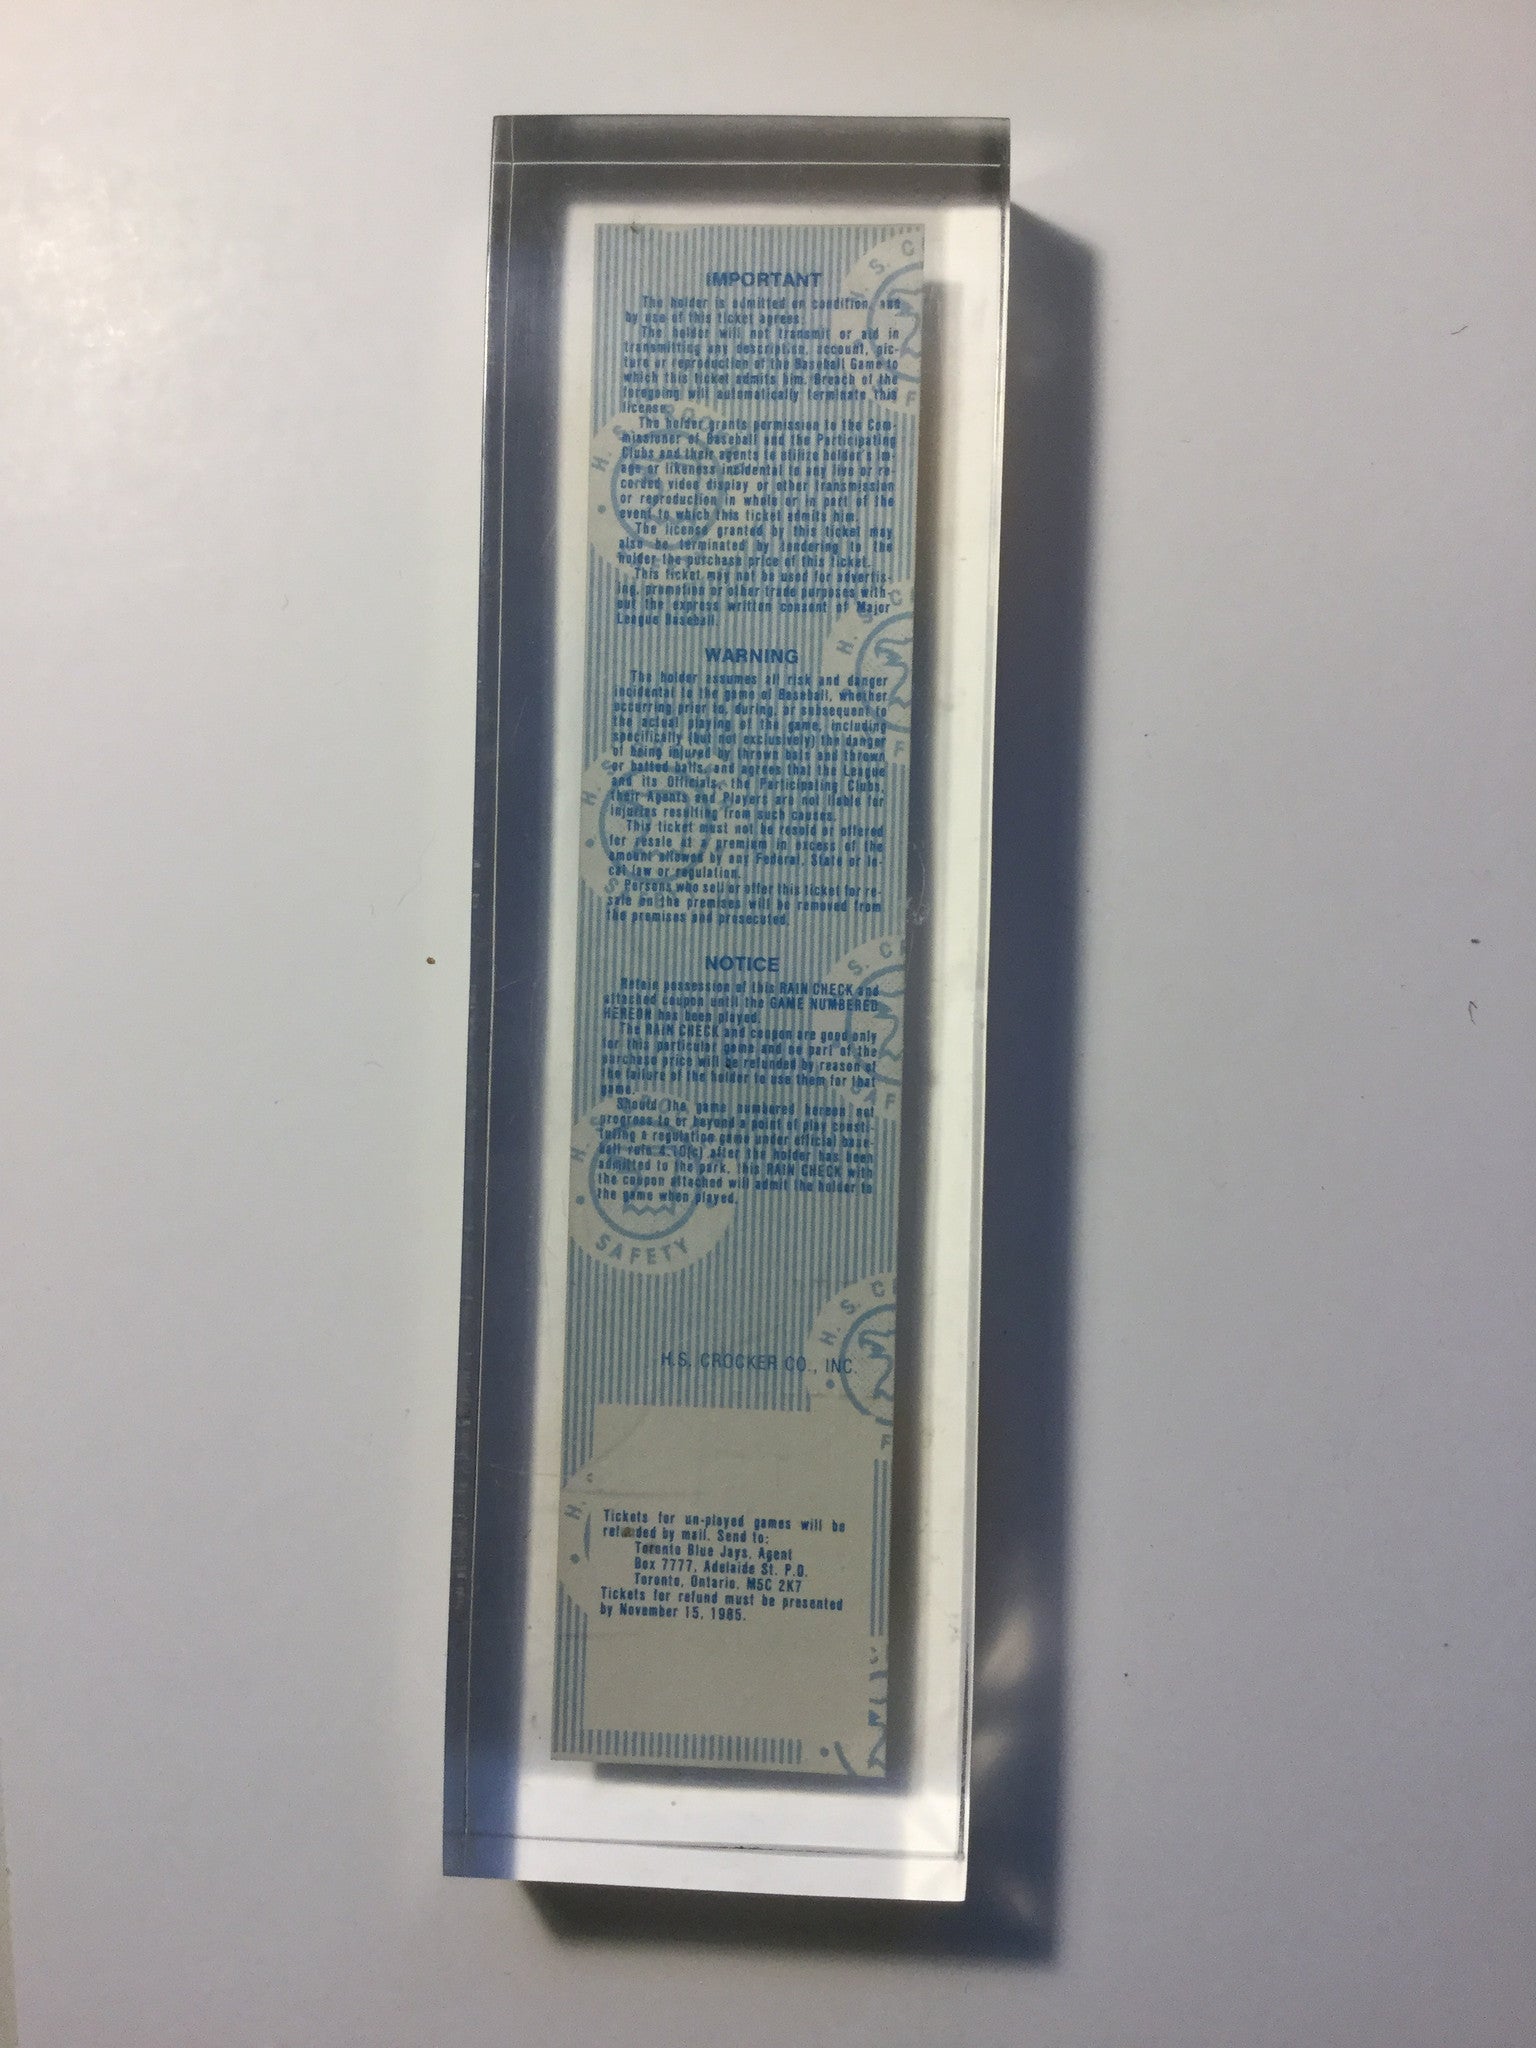 IMPORTANT
The holder is admitted on condition, and
by use of this ticket agrees:
The holder will not transmit or aid in
transmitting any description, account, pic-
ture or reproduction of the Baseball Game to
which this ticket admits him. Breach of the
foregoing will automatically terminate this
license.
The holder grants permission to the Com-
missioner of Baseball and the Participating
Clubs and their agents to utilize holder's im-
age or likeness incidental to any live or re-
corded video display or other transmission
or reproduction in whole or in part of the
event to which this ticket admits him.
The license granted by this ticket may
also be terminated by tendering to the
holder the purchase price of this ticket.
This ticket may not be used for advertis-
ing, promotion or other trade purposes with-
out the express written consent of Major
League Baseball.
WARNING
The holder assumes all risk and danger
incidental to the game of Baseball, whether
occurring prior to, during, or subsequent to
the actual playing of the game, including
specifically (but not exclusively) the danger
of being injured by thrown bats and thrown
or batted balls, and agrees that the League
and its Officials, the Participating Clubs,
their Agents and Players are not liable for
injuries resulting from such causes.
This ticket must not be resold or offered
for resale at a premium in excess of the
amount allowed by any Federal, State or lo-
cal law or regulation.
Persons who sell or offer this ticket for re-
sale on the premises will be removed from
the premises and prosecuted.
NOTICE
Retain possession of this RAIN CHECK and
attached coupon until the GAME NUMBERED
HEREON has been played.
The RAIN CHECK and coupon are good only
for this particular game and no part of the
purchase price will be refunded by reason of
the failure of the holder to use them for that
game.
Should the game numbered hereon not
progress to or beyond a point of play consti-
tuting a regulation game under official base-
ball rule 4.10(c) after the holder has been
admitted to the park, this RAIN CHECK with
the coupon attached will admit the holder to
the game when played.
SAFETY
H.S. CROCKER CO., INC.
Tickets for un-played games will be
refunded by mail. Send to:
Toronto Blue Jays, Agent
Box 7777, Adelaide St. P.O.
Toronto, Ontario, M5C 2K7
Tickets for refund must be presented
by November 15, 1985.